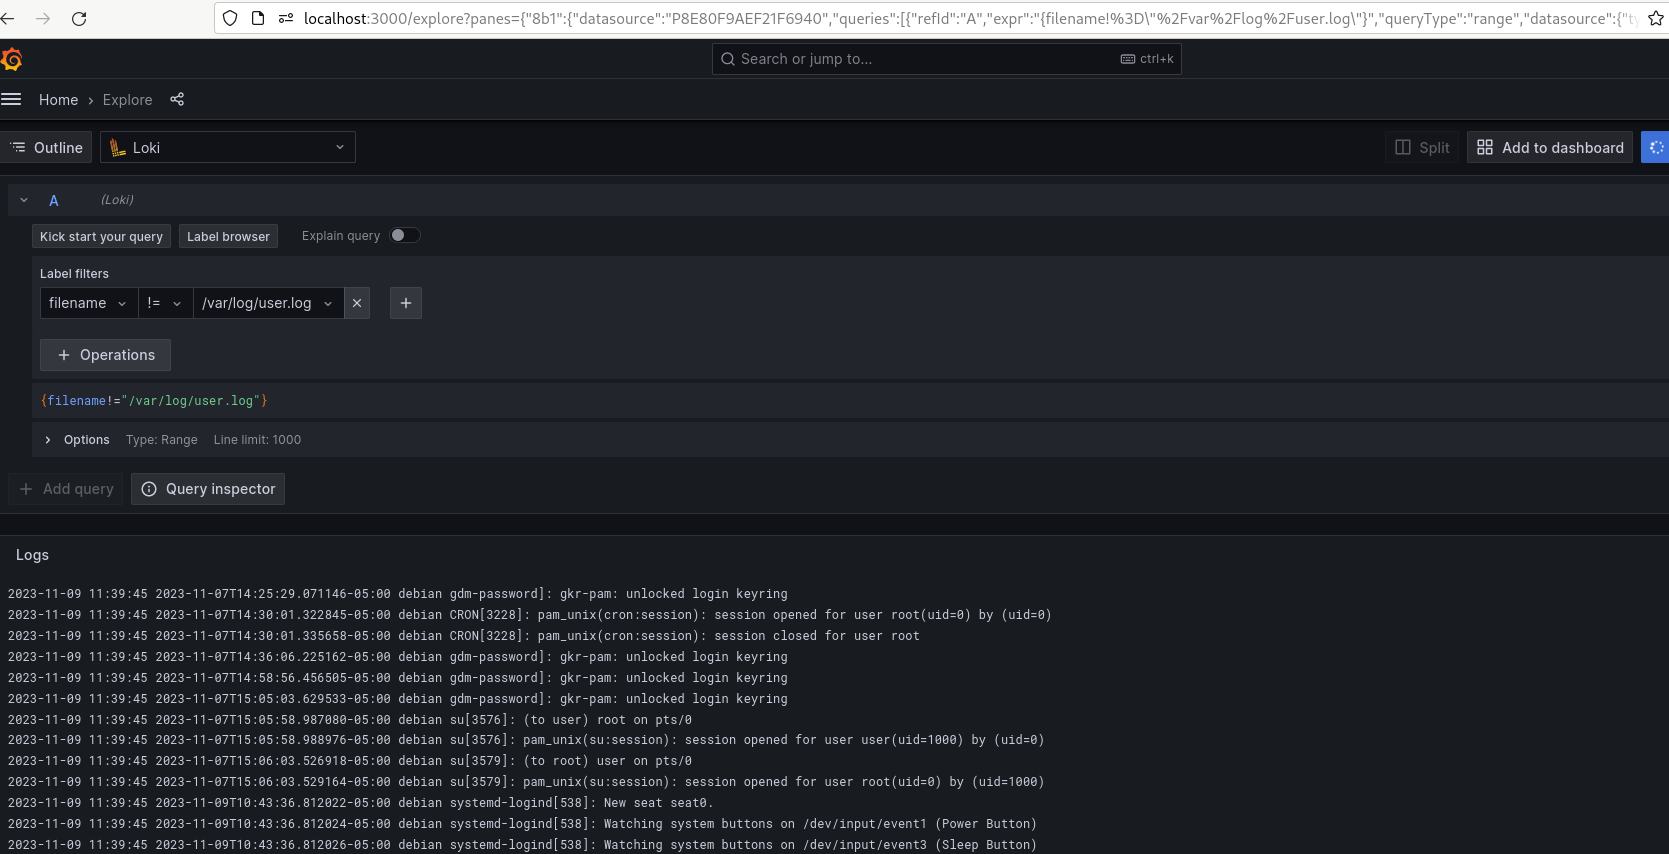 localhost:3000/explore?panes={"8b1":{"datasource":"P8E80F9AEF21F6940","queries":[{"refId":"A","expr":"{filename!%3D\"%2Fvar%2Flog%2Fuser.log\"}","queryType":"range","datasource":{"ty
Search or jump to... ctrl+k
Home › Explore
Outline Loki Split Add to dashboard
A (Loki)
Kick start your query Label browser Explain query
Label filters
filename != /var/log/user.log × +
+ Operations
{filename!="/var/log/user.log"}
Options Type: Range Line limit: 1000
+ Add query Query inspector
Logs
2023-11-09 11:39:45 2023-11-07T14:25:29.071146-05:00 debian gdm-password]: gkr-pam: unlocked login keyring
2023-11-09 11:39:45 2023-11-07T14:30:01.322845-05:00 debian CRON[3228]: pam_unix(cron:session): session opened for user root(uid=0) by (uid=0)
2023-11-09 11:39:45 2023-11-07T14:30:01.335658-05:00 debian CRON[3228]: pam_unix(cron:session): session closed for user root
2023-11-09 11:39:45 2023-11-07T14:36:06.225162-05:00 debian gdm-password]: gkr-pam: unlocked login keyring
2023-11-09 11:39:45 2023-11-07T14:58:56.456505-05:00 debian gdm-password]: gkr-pam: unlocked login keyring
2023-11-09 11:39:45 2023-11-07T15:05:03.629533-05:00 debian gdm-password]: gkr-pam: unlocked login keyring
2023-11-09 11:39:45 2023-11-07T15:05:58.987080-05:00 debian su[3576]: (to user) root on pts/0
2023-11-09 11:39:45 2023-11-07T15:05:58.988976-05:00 debian su[3576]: pam_unix(su:session): session opened for user user(uid=1000) by (uid=0)
2023-11-09 11:39:45 2023-11-07T15:06:03.526918-05:00 debian su[3579]: (to root) user on pts/0
2023-11-09 11:39:45 2023-11-07T15:06:03.529164-05:00 debian su[3579]: pam_unix(su:session): session opened for user root(uid=0) by (uid=1000)
2023-11-09 11:39:45 2023-11-09T10:43:36.812022-05:00 debian systemd-logind[538]: New seat seat0.
2023-11-09 11:39:45 2023-11-09T10:43:36.812024-05:00 debian systemd-logind[538]: Watching system buttons on /dev/input/event1 (Power Button)
2023-11-09 11:39:45 2023-11-09T10:43:36.812026-05:00 debian systemd-logind[538]: Watching system buttons on /dev/input/event3 (Sleep Button)